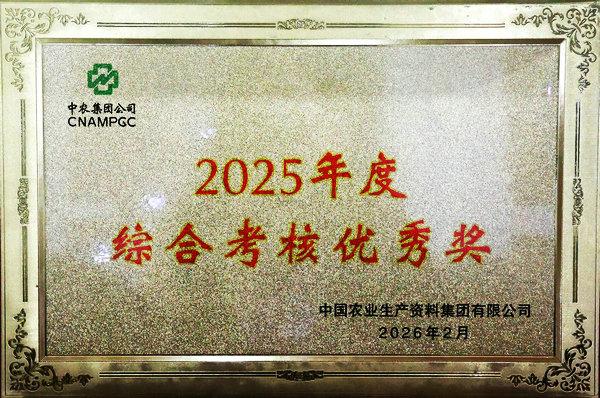 中农集团公司
CNAMPGC
2025年度
综合考核优秀奖
中国农业生产资料集团有限公司
2026年2月